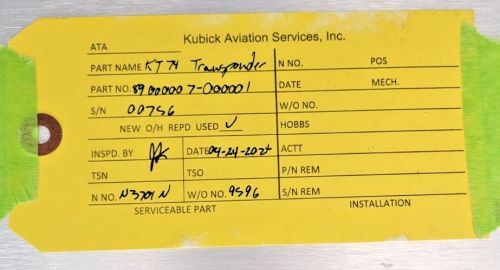 Kubick Aviation Services, Inc.
ATA
PART NAME KT 74 Transponder
PART NO. 8900007-000001
S/N 00756
NEW O/H REPD USED ✓
INSPD. BY DATE 04-24-2024
TSN TSO
N NO. N3701N W/O NO. 9596
SERVICEABLE PART
N NO. POS
DATE MECH.
W/O NO.
HOBBS
ACTT
P/N REM
S/N REM
INSTALLATION